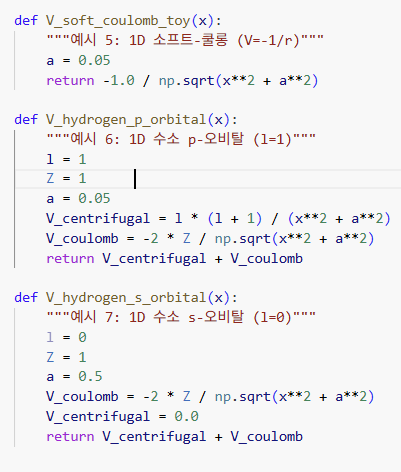 def V_soft_coulomb_toy(x):
    """예시 5: 1D 소프트-쿨롱 (V=-1/r)"""
    a = 0.05
    return -1.0 / np.sqrt(x**2 + a**2)

def V_hydrogen_p_orbital(x):
    """예시 6: 1D 수소 p-오비탈 (l=1)"""
    l = 1
    Z = 1
    a = 0.05
    V_centrifugal = l * (l + 1) / (x**2 + a**2)
    V_coulomb = -2 * Z / np.sqrt(x**2 + a**2)
    return V_centrifugal + V_coulomb

def V_hydrogen_s_orbital(x):
    """예시 7: 1D 수소 s-오비탈 (l=0)"""
    l = 0
    Z = 1
    a = 0.5
    V_coulomb = -2 * Z / np.sqrt(x**2 + a**2)
    V_centrifugal = 0.0
    return V_centrifugal + V_coulomb